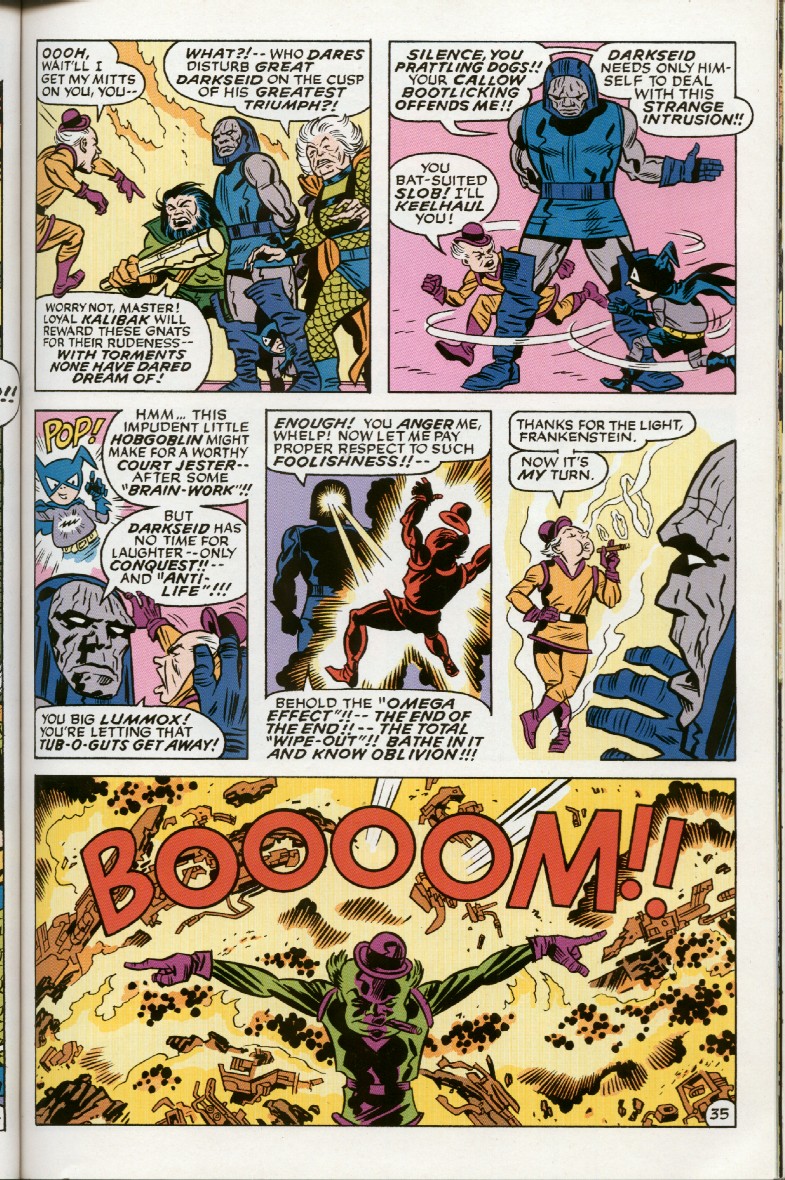 OOOH,
WAIT'LL I
GET MY MITTS
ON YOU, YOU--
WHAT?!-- WHO DARES
DISTURB GREAT
DARKSEID ON THE CUSP
OF HIS GREATEST
TRIUMPH?!
WORRY NOT, MASTER!
LOYAL KALIBAK WILL
REWARD THESE GNATS
FOR THEIR RUDENESS--
WITH TORMENTS
NONE HAVE DARED
DREAM OF!
SILENCE, YOU
PRATTLING DOGS!!
YOUR CALLOW
BOOTLICKING
OFFENDS ME!!
DARKSEID
NEEDS ONLY HIM-
SELF TO DEAL
WITH THIS
STRANGE
INTRUSION!!
YOU
BAT-SUITED
SLOB! I'LL
KEELHAUL
YOU!
!!
POP!
HMM... THIS
IMPUDENT LITTLE
HOBGOBLIN MIGHT
MAKE FOR A WORTHY
COURT JESTER--
AFTER SOME
"BRAIN-WORK"!!
BUT
DARKSEID HAS
NO TIME FOR
LAUGHTER--ONLY
CONQUEST!!--
AND "ANTI-
LIFE"!!!
YOU BIG LUMMOX!
YOU'RE LETTING THAT
TUB-O-GUTS GET AWAY!
ENOUGH! YOU ANGER ME,
WHELP! NOW LET ME PAY
PROPER RESPECT TO SUCH
FOOLISHNESS!!--
BEHOLD THE "OMEGA
EFFECT"!!-- THE END OF
THE END!!-- THE TOTAL
"WIPE-OUT"!! BATHE IN IT
AND KNOW OBLIVION!!!
THANKS FOR THE LIGHT,
FRANKENSTEIN.
NOW IT'S
MY TURN.
BOOOOM!!
35